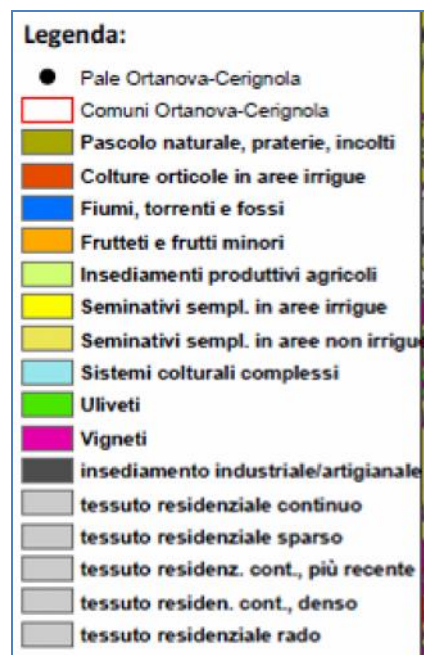 Legenda:
Pale Ortanova-Cerignola
Comuni Ortanova-Cerignola
Pascolo naturale, praterie, incolti
Colture orticole in aree irrigue
Fiumi, torrenti e fossi
Frutteti e frutti minori
Insediamenti produttivi agricoli
Seminativi sempl. in aree irrigue
Seminativi sempl. in aree non irrigu
Sistemi colturali complessi
Uliveti
Vigneti
insediamento industriale/artigianale
tessuto residenziale continuo
tessuto residenziale sparso
tessuto residenz. cont., più recente
tessuto residen. cont., denso
tessuto residenziale rado